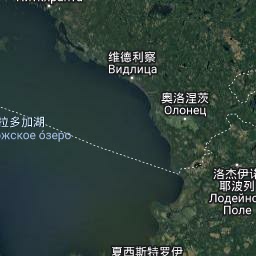 维德利察
Видлица
奥洛涅茨
Олонец
拉多加湖
жское озеро
洛杰伊诺
耶波列
Лодейно
Поле
夏西斯特罗伊